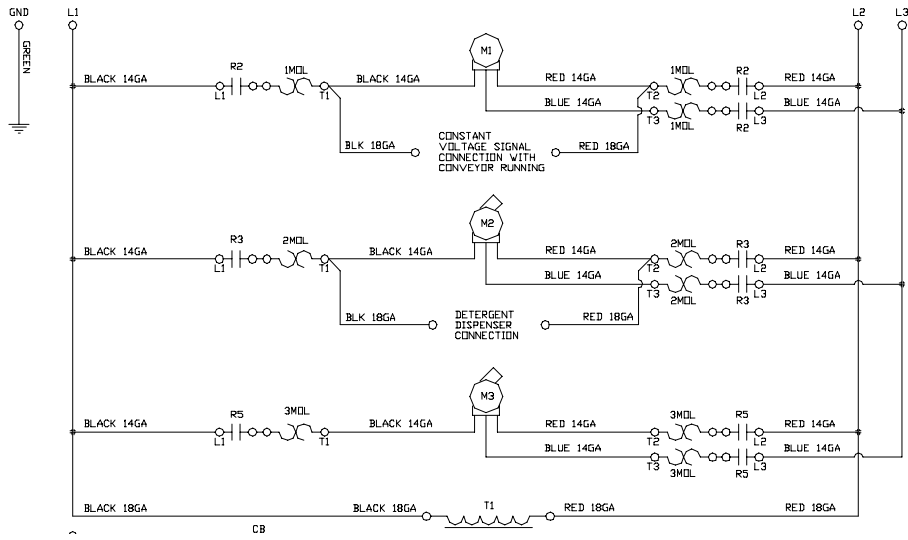 GND
L1
L2
L3
GREEN
M1
BLACK 14GA
R2
1MOL
BLACK 14GA
RED 14GA
1MOL
R2
RED 14GA
L1
T1
T2
L2
BLUE 14GA
BLUE 14GA
T3
1MOL
R2
L3
BLK 18GA
CONSTANT
VOLTAGE SIGNAL
CONNECTION WITH
CONVEYOR RUNNING
RED 18GA
M2
BLACK 14GA
R3
2MOL
BLACK 14GA
RED 14GA
2MOL
R3
RED 14GA
L1
T1
T2
L2
BLUE 14GA
BLUE 14GA
T3
2MOL
R3
L3
BLK 18GA
DETERGENT
DISPENSER
CONNECTION
RED 18GA
M3
BLACK 14GA
R5
3MOL
BLACK 14GA
RED 14GA
3MOL
R5
RED 14GA
L1
T1
T2
L2
BLUE 14GA
BLUE 14GA
T3
3MOL
R5
L3
BLACK 18GA
BLACK 18GA
T1
RED 18GA
RED 18GA
CB